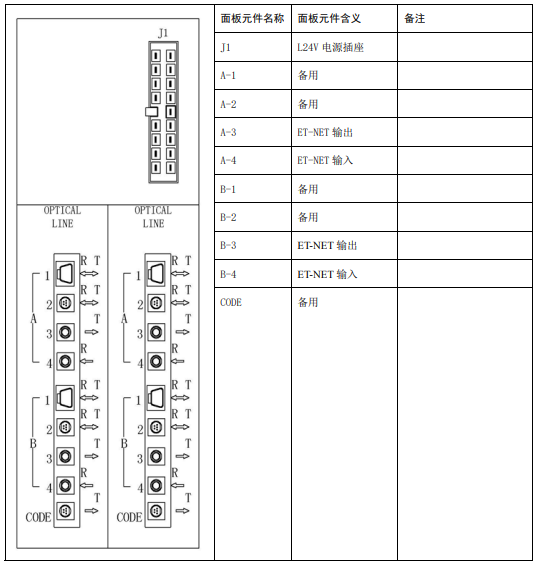 J1
OPTICAL LINE
OPTICAL LINE
R T
1
R T
2
T
3
R
4
A
R T
1
R T
2
T
3
R
4
B
T
CODE
R T
1
R T
2
T
3
R
4
A
R T
1
R T
2
T
3
R
4
B
T
CODE
面板元件名称 面板元件含义 备注
J1 L24V 电源插座
A-1 备用
A-2 备用
A-3 ET-NET 输出
A-4 ET-NET 输入
B-1 备用
B-2 备用
B-3 ET-NET 输出
B-4 ET-NET 输入
CODE 备用